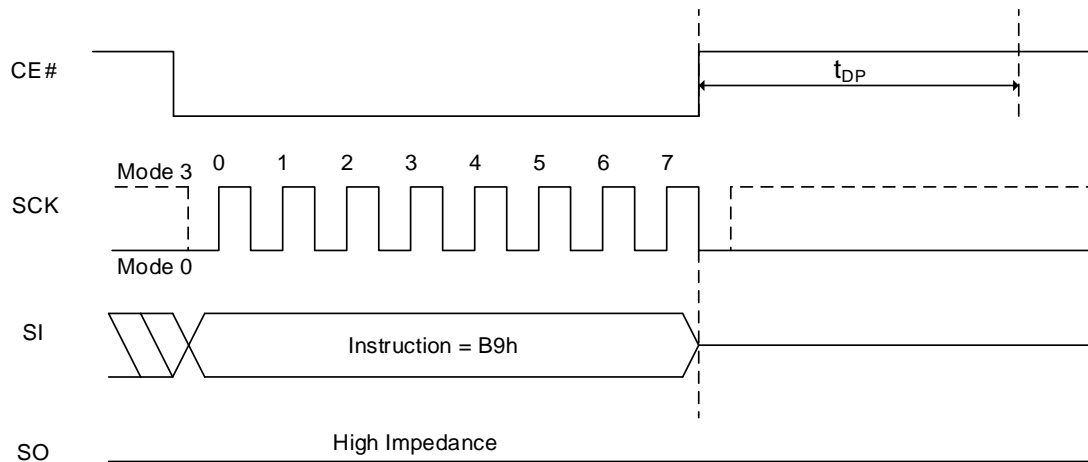 CE#
tDP
Mode 3
0 1 2 3 4 5 6 7
SCK
Mode 0
SI
Instruction = B9h
High Impedance
SO